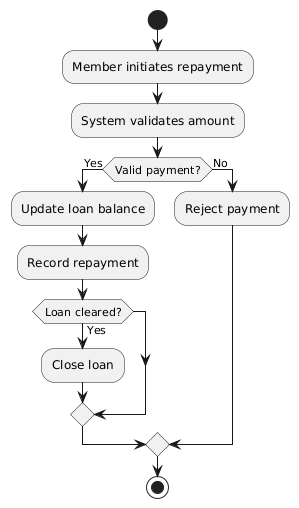 Member initiates repayment
System validates amount
Yes
Valid payment?
No
Update loan balance
Reject payment
Record repayment
Loan cleared?
Yes
Close loan